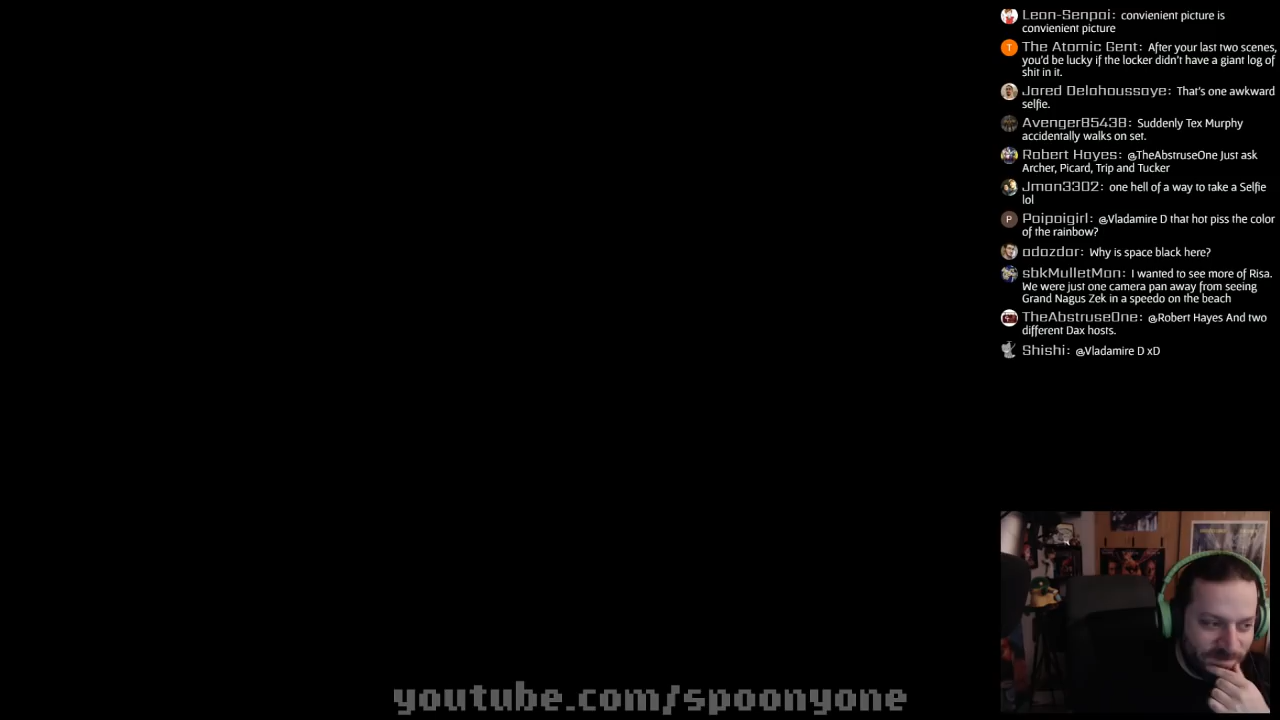 Leon-Senpai: convienient picture is
convienient picture
The Atomic Gent: After your last two scenes,
you'd be lucky if the locker didn't have a giant log of
shit in it.
Jared Delahoussaye: That's one awkward
selfie.
Avenger85438: Suddenly Tex Murphy
accidentally walks on set.
Robert Hayes: @TheAbstruseOne Just ask
Archer, Picard, Trip and Tucker
Jman3302: one hell of a way to take a Selfie
lol
Paipaigirl: @Vladamire D that hot piss the color
of the rainbow?
adazdar: Why is space black here?
sbkMulletMan: I wanted to see more of Risa.
We were just one camera pan away from seeing
Grand Nagus Zek in a speedo on the beach
TheAbstruseOne: @Robert Hayes And two
different Dax hosts.
Shishi: @Vladamire D xD
youtube.com/spoonyone